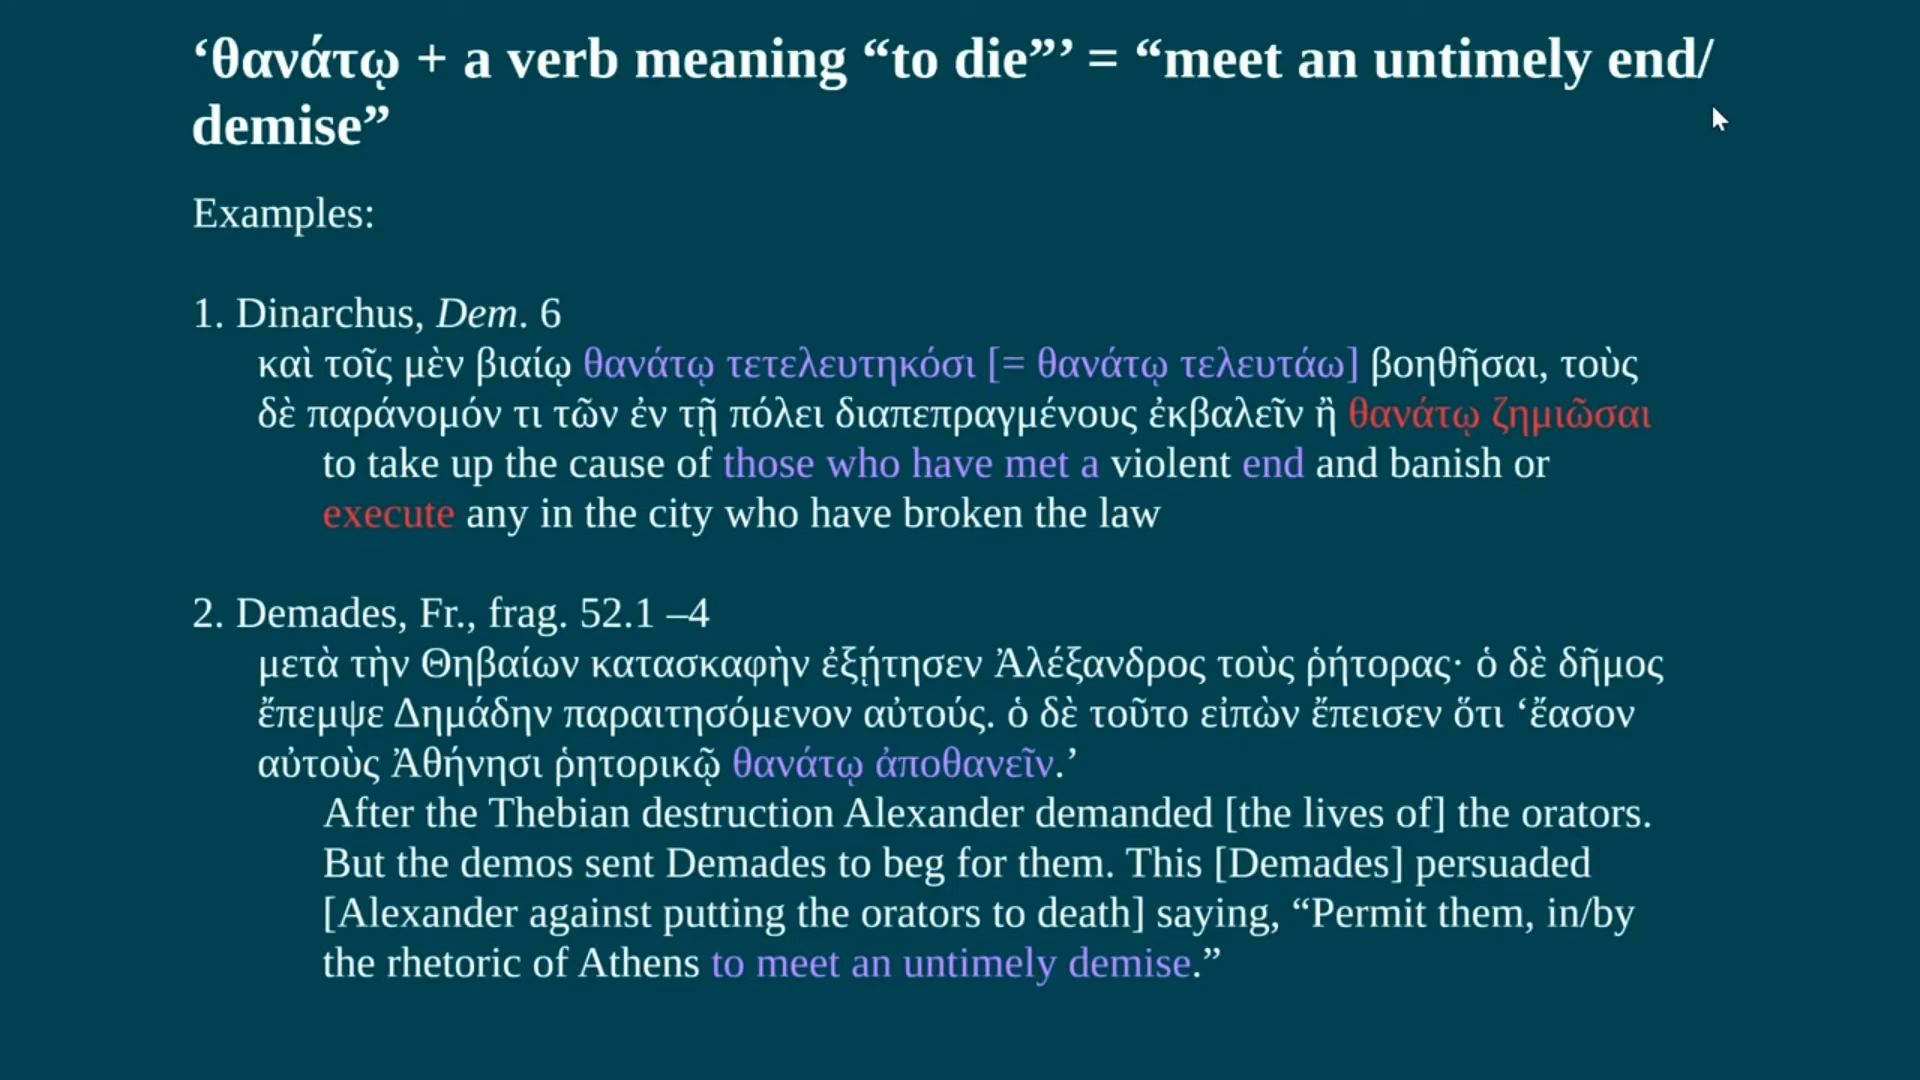 ‘θανάτῳ + a verb meaning “to die”’ = “meet an untimely end/
demise”
Examples:
1. Dinarchus, Dem. 6
καὶ τοῖς μὲν βιαίῳ θανάτῳ τετελευτηκόσι [= θανάτῳ τελευτάω] βοηθῆσαι, τοὺς
δὲ παράνομόν τι τῶν ἐν τῇ πόλει διαπεπραγμένους ἐκβαλεῖν ἢ θανάτῳ ζημιῶσαι
to take up the cause of those who have met a violent end and banish or
execute any in the city who have broken the law
2. Demades, Fr., frag. 52.1 –4
μετὰ τὴν Θηβαίων κατασκαφὴν ἐξῄτησεν Ἀλέξανδρος τοὺς ῥήτορας· ὁ δὲ δῆμος
ἔπεμψε Δημάδην παραιτησόμενον αὐτούς. ὁ δὲ τοῦτο εἰπὼν ἔπεισεν ὅτι ‘ἔασον
αὐτοὺς Ἀθήνησι ῥητορικῷ θανάτῳ ἀποθανεῖν.’
After the Thebian destruction Alexander demanded [the lives of] the orators.
But the demos sent Demades to beg for them. This [Demades] persuaded
[Alexander against putting the orators to death] saying, “Permit them, in/by
the rhetoric of Athens to meet an untimely demise.”